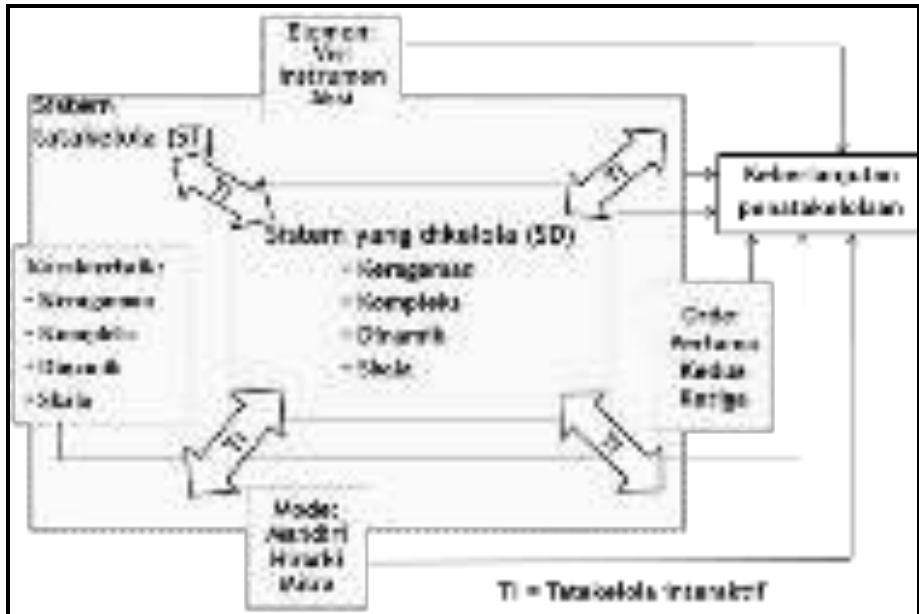 Elemen:
Visi
Instrumen
Aksi
Sistem
tatakelola (ST)
TI
TI
Keberlanjutan
penatakelolaan
Sistem yang dikelola (SD)
- Keragaman
- Kompleks
- Dinamik
- Skala
- Keragaman
- Kompleks
- Dinamik
- Skala
Order:
Pertama
Kedua
Ketiga
TI
TI
Mode:
Mandiri
Hirarki
Mitra
TI = Tatakelola Interaktif